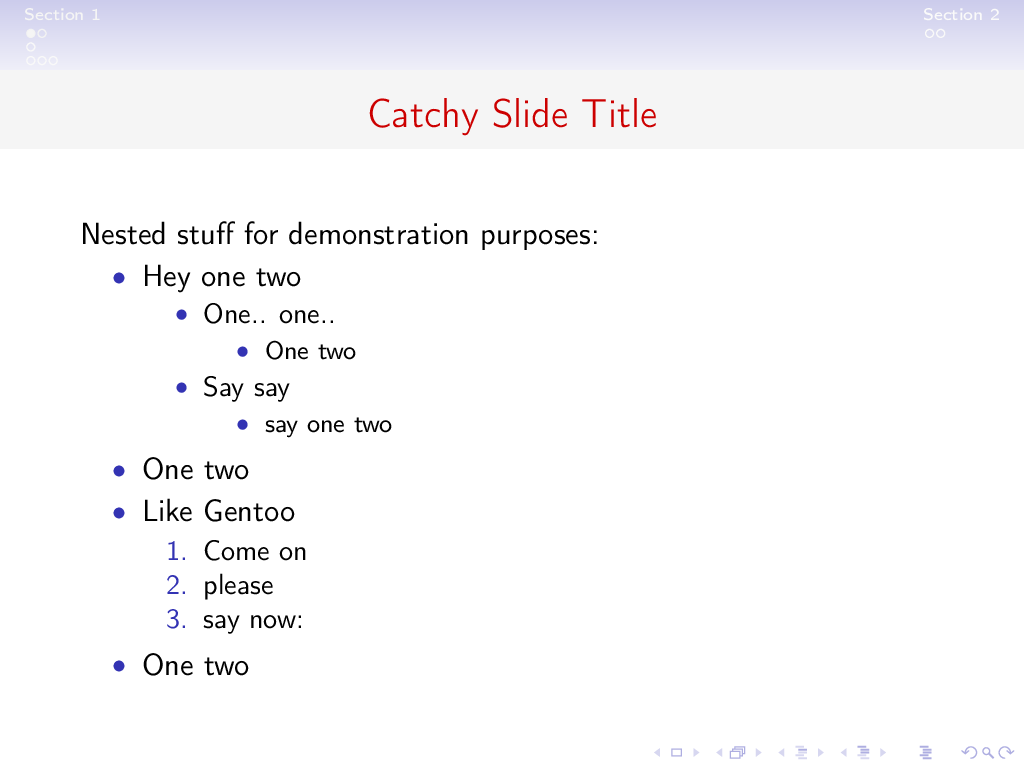 Section 1
Section 2
Catchy Slide Title
Nested stuff for demonstration purposes:
• Hey one two
• One.. one..
• One two
• Say say
• say one two
• One two
• Like Gentoo
1. Come on
2. please
3. say now:
• One two